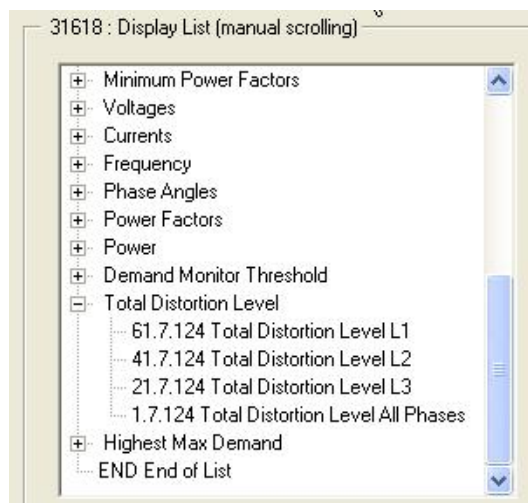 31618 : Display List (manual scrolling)
Minimum Power Factors
Voltages
Currents
Frequency
Phase Angles
Power Factors
Power
Demand Monitor Threshold
Total Distortion Level
61.7.124 Total Distortion Level L1
41.7.124 Total Distortion Level L2
21.7.124 Total Distortion Level L3
1.7.124 Total Distortion Level All Phases
Highest Max Demand
END End of List